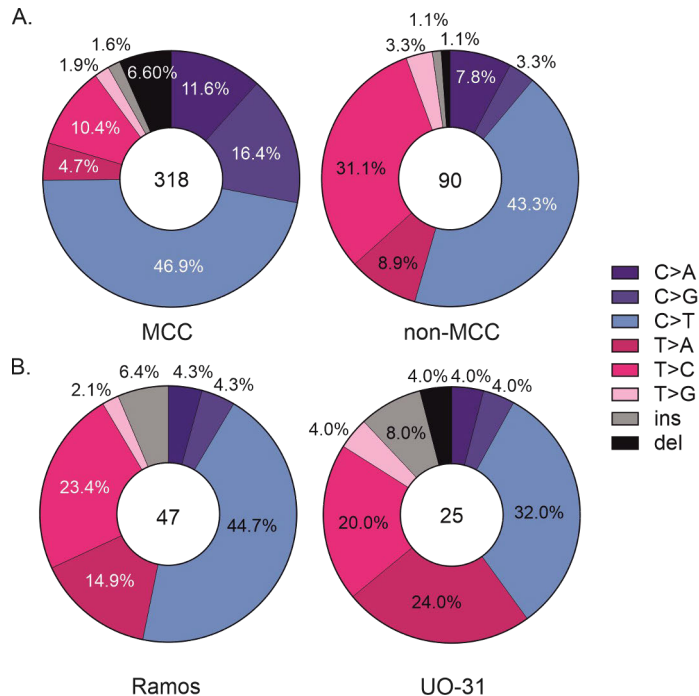 A.
1.6%
1.9%
6.60%
11.6%
10.4%
16.4%
4.7%
318
46.9%
MCC
1.1%
3.3%
1.1%
3.3%
7.8%
31.1%
90
43.3%
8.9%
non-MCC
C>A
C>G
C>T
T>A
T>C
T>G
ins
del
B.
6.4%
4.3%
2.1%
4.3%
23.4%
47
44.7%
14.9%
Ramos
4.0%
4.0%
4.0%
4.0%
8.0%
20.0%
25
32.0%
24.0%
UO-31